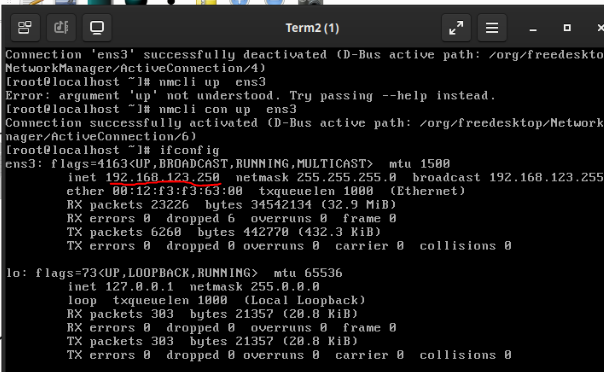 Term2 (1)
Connection 'ens3' successfully deactivated (D-Bus active path: /org/freedesktop
NetworkManager/ActiveConnection/4)
[root@localhost ~]# nmcli up  ens3
Error: argument 'up' not understood. Try passing --help instead.
[root@localhost ~]# nmcli con up  ens3
Connection successfully activated (D-Bus active path: /org/freedesktop/Network
nager/ActiveConnection/6)
[root@localhost ~]# ifconfig
ens3: flags=4163<UP,BROADCAST,RUNNING,MULTICAST>  mtu 1500
inet 192.168.123.250  netmask 255.255.255.0  broadcast 192.168.123.255
ether 00:12:f3:f3:63:00  txqueuelen 1000  (Ethernet)
RX packets 23226  bytes 34542134 (32.9 MiB)
RX errors 0  dropped 6  overruns 0  frame 0
TX packets 6260  bytes 442770 (432.3 KiB)
TX errors 0  dropped 0 overruns 0  carrier 0  collisions 0
lo: flags=73<UP,LOOPBACK,RUNNING>  mtu 65536
inet 127.0.0.1  netmask 255.0.0.0
loop  txqueuelen 1000  (Local Loopback)
RX packets 303  bytes 21357 (20.8 KiB)
RX errors 0  dropped 0  overruns 0  frame 0
TX packets 303  bytes 21357 (20.8 KiB)
TX errors 0  dropped 0 overruns 0  carrier 0  collisions 0